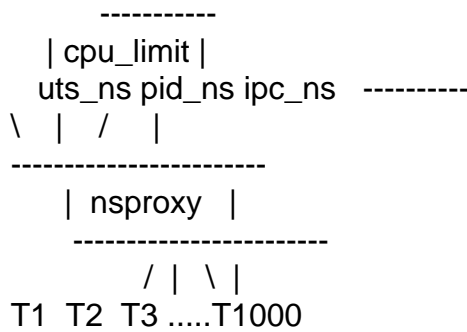 -----------
| cpu_limit |
uts_ns pid_ns ipc_ns ----------
\ | / |
-------------------------
| nsproxy |
-------------------------
/ | \ |
T1 T2 T3 .....T1000